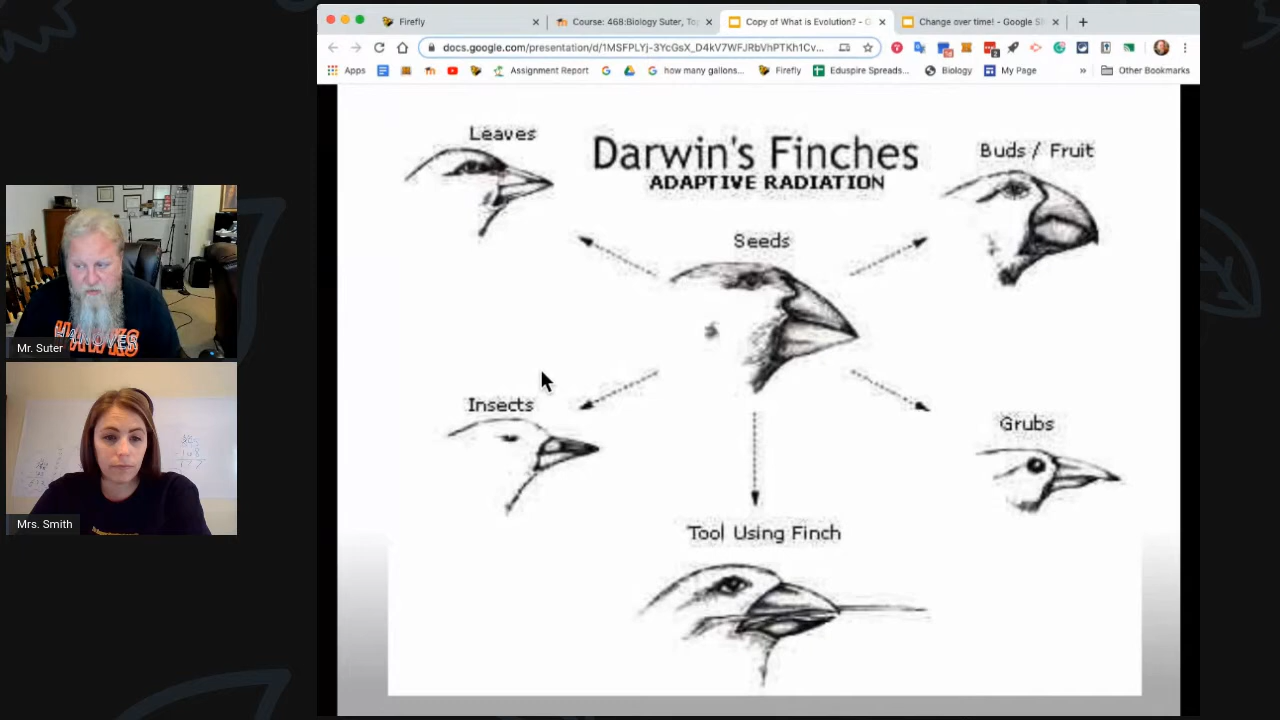 Firefly
Course: 468:Biology Suter, To
Copy of What is Evolution? - G
Change over time! - Google Sl
docs.google.com/presentation/d/1MSFPLYj-3YcGsX_D4kV7WFJRbVhPTKh1Cv...
Apps
Assignment Report
how many gallons...
Firefly
Eduspire Spreads...
Biology
My Page
»
Other Bookmarks
Leaves
Darwin's Finches
ADAPTIVE RADIATION
Buds / Fruit
Seeds
Insects
Grubs
Tool Using Finch
HANOVER
HAWKS
Mr. Suter
Mrs. Smith